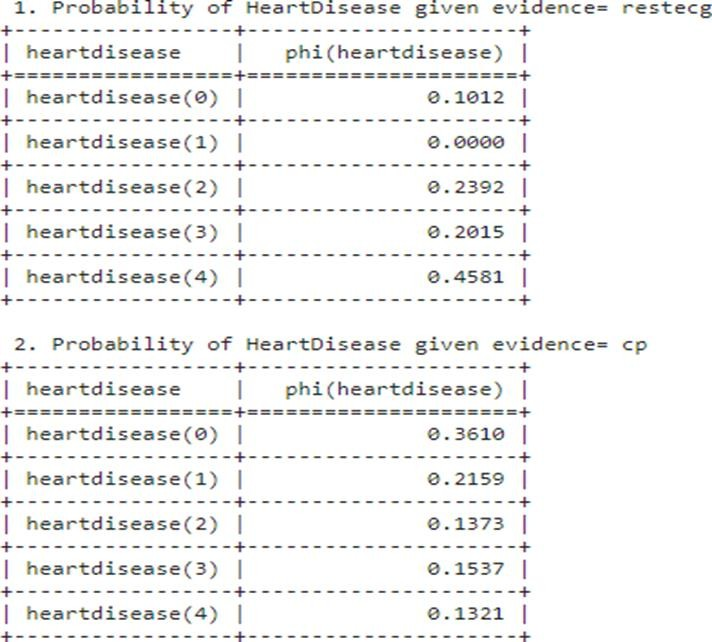 1. Probability of HeartDisease given evidence= restecg
+-----------------+---------------------+
| heartdisease    |   phi(heartdisease) |
+=================+=====================+
| heartdisease(0) |              0.1012 |
+-----------------+---------------------+
| heartdisease(1) |              0.0000 |
+-----------------+---------------------+
| heartdisease(2) |              0.2392 |
+-----------------+---------------------+
| heartdisease(3) |              0.2015 |
+-----------------+---------------------+
| heartdisease(4) |              0.4581 |
+-----------------+---------------------+
2. Probability of HeartDisease given evidence= cp
+-----------------+---------------------+
| heartdisease    |   phi(heartdisease) |
+=================+=====================+
| heartdisease(0) |              0.3610 |
+-----------------+---------------------+
| heartdisease(1) |              0.2159 |
+-----------------+---------------------+
| heartdisease(2) |              0.1373 |
+-----------------+---------------------+
| heartdisease(3) |              0.1537 |
+-----------------+---------------------+
| heartdisease(4) |              0.1321 |
+-----------------+---------------------+